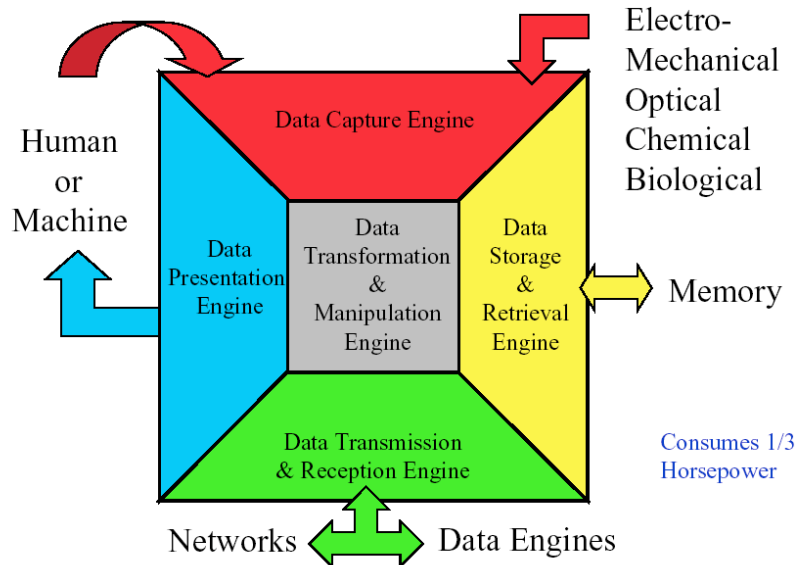 Electro-
Mechanical
Optical
Chemical
Biological
Data Capture Engine
Human
or
Machine
Data
Presentation
Engine
Data
Transformation
&
Manipulation
Engine
Data
Storage
&
Retrieval
Engine
Memory
Data Transmission
& Reception Engine
Consumes 1/3
Horsepower
Networks
Data Engines